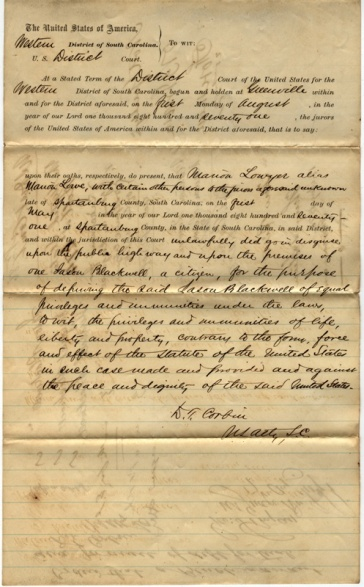 The United States of America,
Western District of South Carolina. } TO WIT:
U. S. District Court.
At a Stated Term of the District Court of the United States for the
Western District of South Carolina, begun and holden at Greenville within
and for the District aforesaid, on the first Monday of August, in the
year of our Lord one thousand eight hundred and seventy one, the jurors
of the United States of America within and for the District aforesaid, that is to say:
upon their oaths, respectively, do present, that Marion Lowyer alias
Marion Lowe, with certain other persons to the jurors aforesaid unknown
late of Spartanburg County, South Carolina, on the first day of
May in the year of our Lord one thousand eight hundred and Seventy-
one, at Spartanburg County, in the State of South Carolina, in said District,
and within the jurisdiction of this Court unlawfully did go in disguise
upon the public highway and upon the premises of
one Jason Blackwell, a citizen, for the purpose
of depriving the said Jason Blackwell of equal
privileges and immunities under the laws,
to wit, the privileges and immunities of life,
liberty and property, contrary to the form, force
and effect of the Statutes of the United States
in such case made and provided and against
the peace and dignity of the said United States.
D. T. Corbin
US atty, S.C.